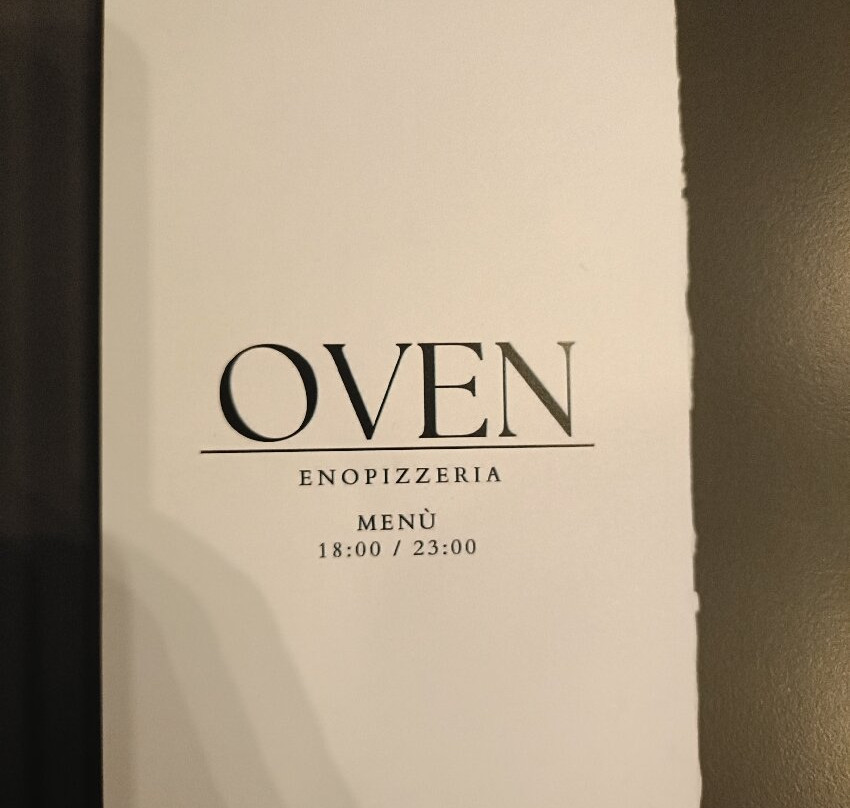 OVEN
ENOPIZZERIA
MENÙ
18:00 / 23:00